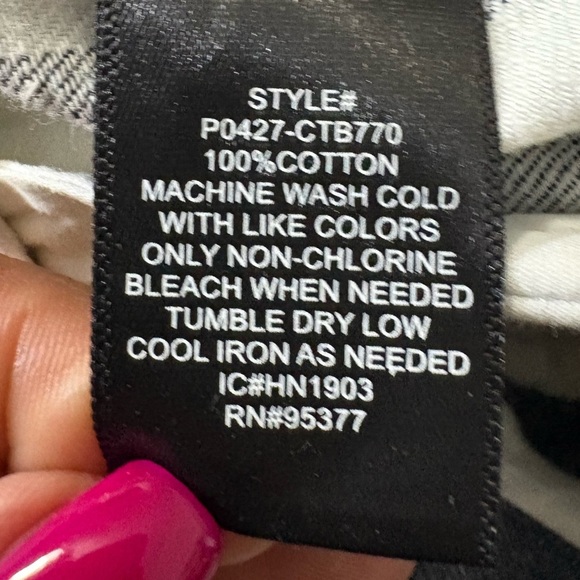 STYLE#
P0427-CTB770
100%COTTON
MACHINE WASH COLD
WITH LIKE COLORS
ONLY NON-CHLORINE
BLEACH WHEN NEEDED
TUMBLE DRY LOW
COOL IRON AS NEEDED
IC#HN1903
RN#95377